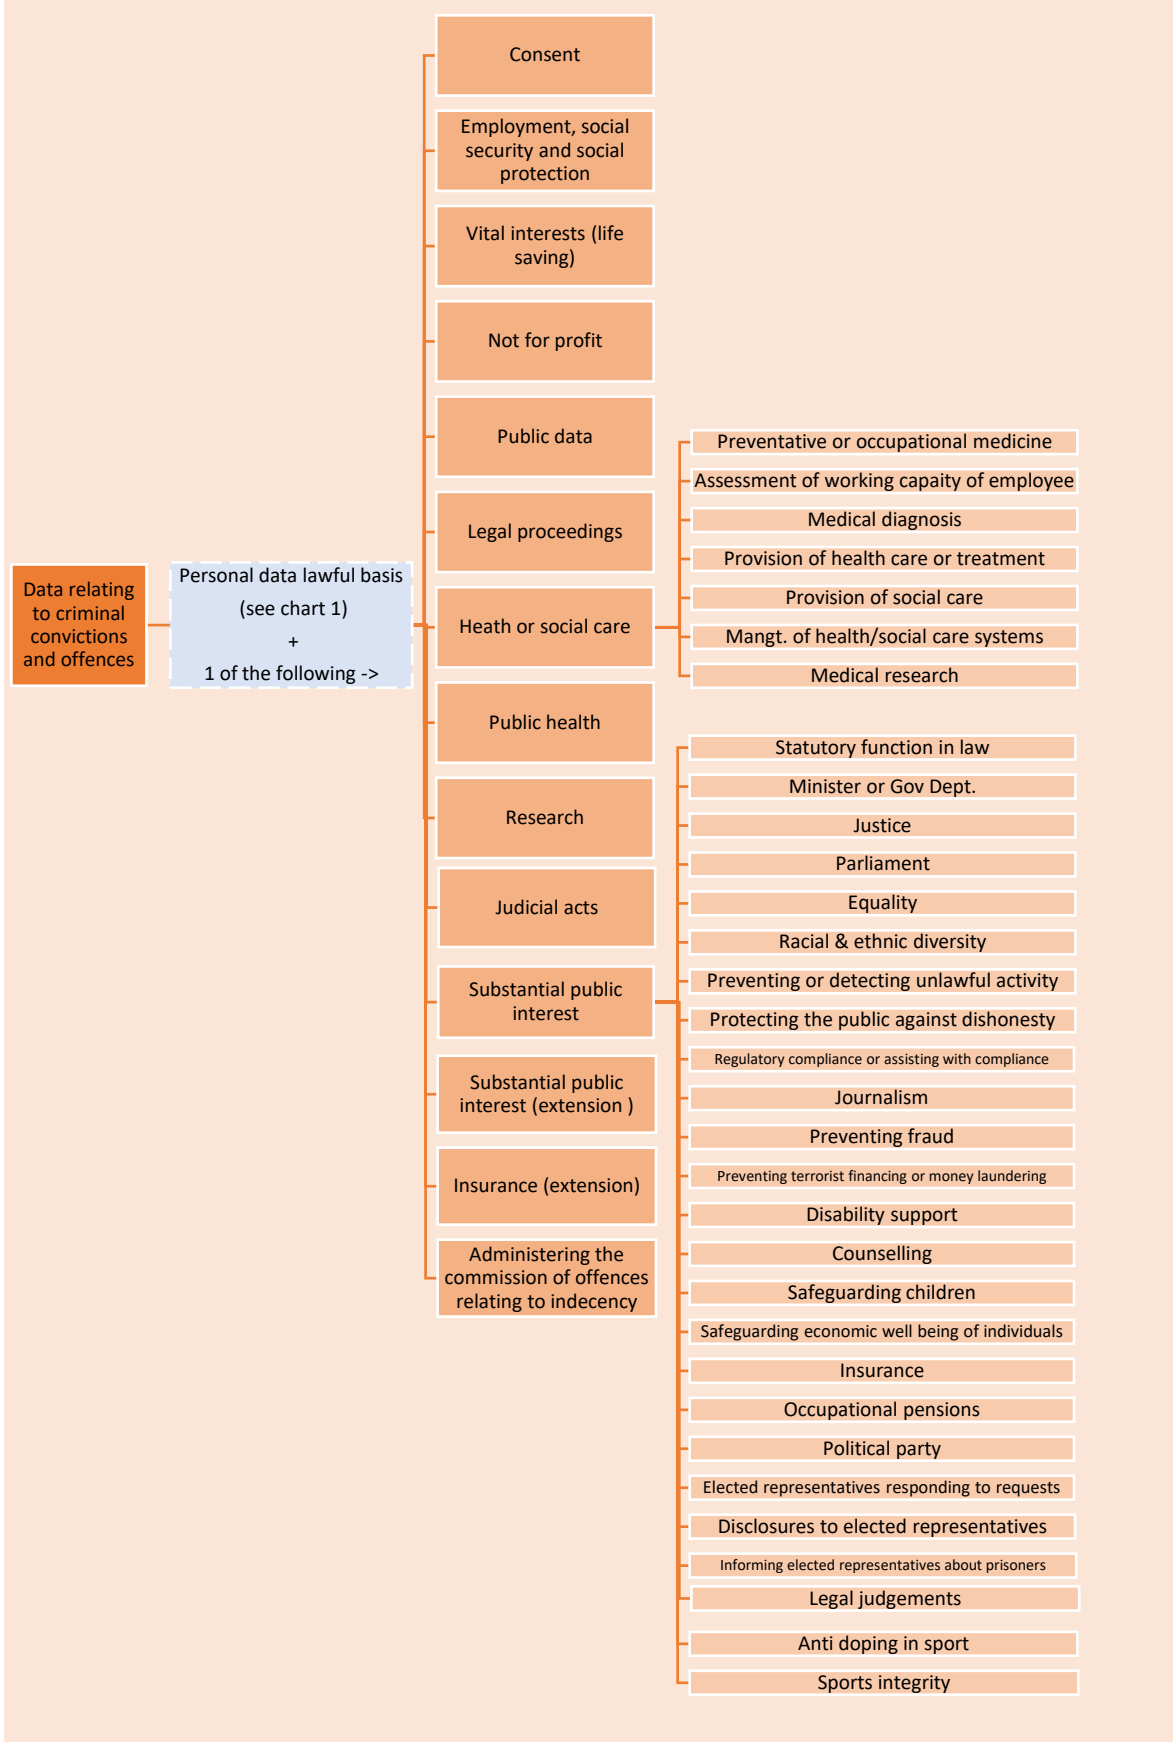 Data relating
to criminal
convictions
and offences
Personal data lawful basis
(see chart 1)
+
1 of the following ->
Consent
Employment, social
security and social
protection
Vital interests (life
saving)
Not for profit
Public data
Legal proceedings
Heath or social care
Public health
Research
Judicial acts
Substantial public
interest
Substantial public
interest (extension )
Insurance (extension)
Administering the
commission of offences
relating to indecency
Preventative or occupational medicine
Assessment of working capaity of employee
Medical diagnosis
Provision of health care or treatment
Provision of social care
Mangt. of health/social care systems
Medical research
Statutory function in law
Minister or Gov Dept.
Justice
Parliament
Equality
Racial & ethnic diversity
Preventing or detecting unlawful activity
Protecting the public against dishonesty
Regulatory compliance or assisting with compliance
Journalism
Preventing fraud
Preventing terrorist financing or money laundering
Disability support
Counselling
Safeguarding children
Safeguarding economic well being of individuals
Insurance
Occupational pensions
Political party
Elected representatives responding to requests
Disclosures to elected representatives
Informing elected representatives about prisoners
Legal judgements
Anti doping in sport
Sports integrity